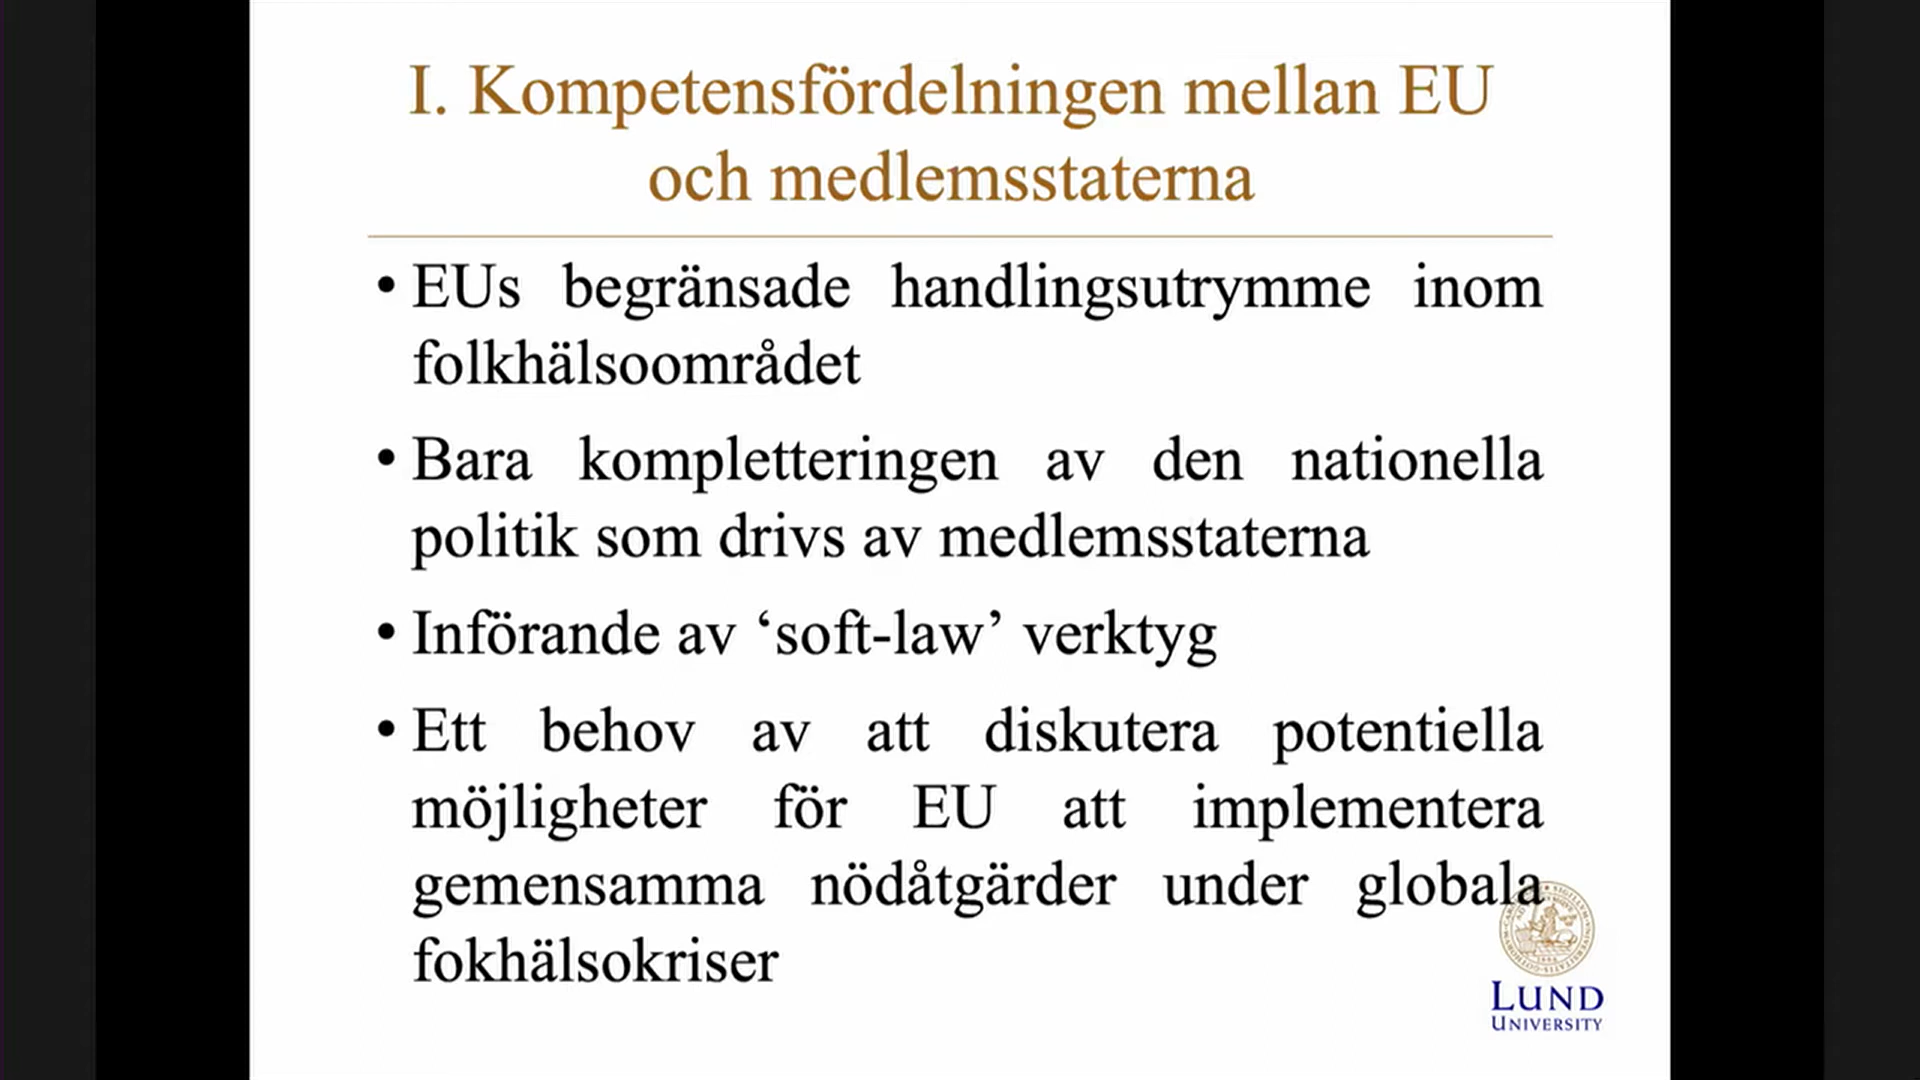 I. Kompetensfördelningen mellan EU
och medlemsstaterna
• EUs begränsade handlingsutrymme inom
folkhälsoområdet
• Bara kompletteringen av den nationella
politik som drivs av medlemsstaterna
• Införande av ‘soft-law’ verktyg
• Ett behov av att diskutera potentiella
möjligheter för EU att implementera
gemensamma nödåtgärder under globala
fokhälsokriser
LUND
UNIVERSITY